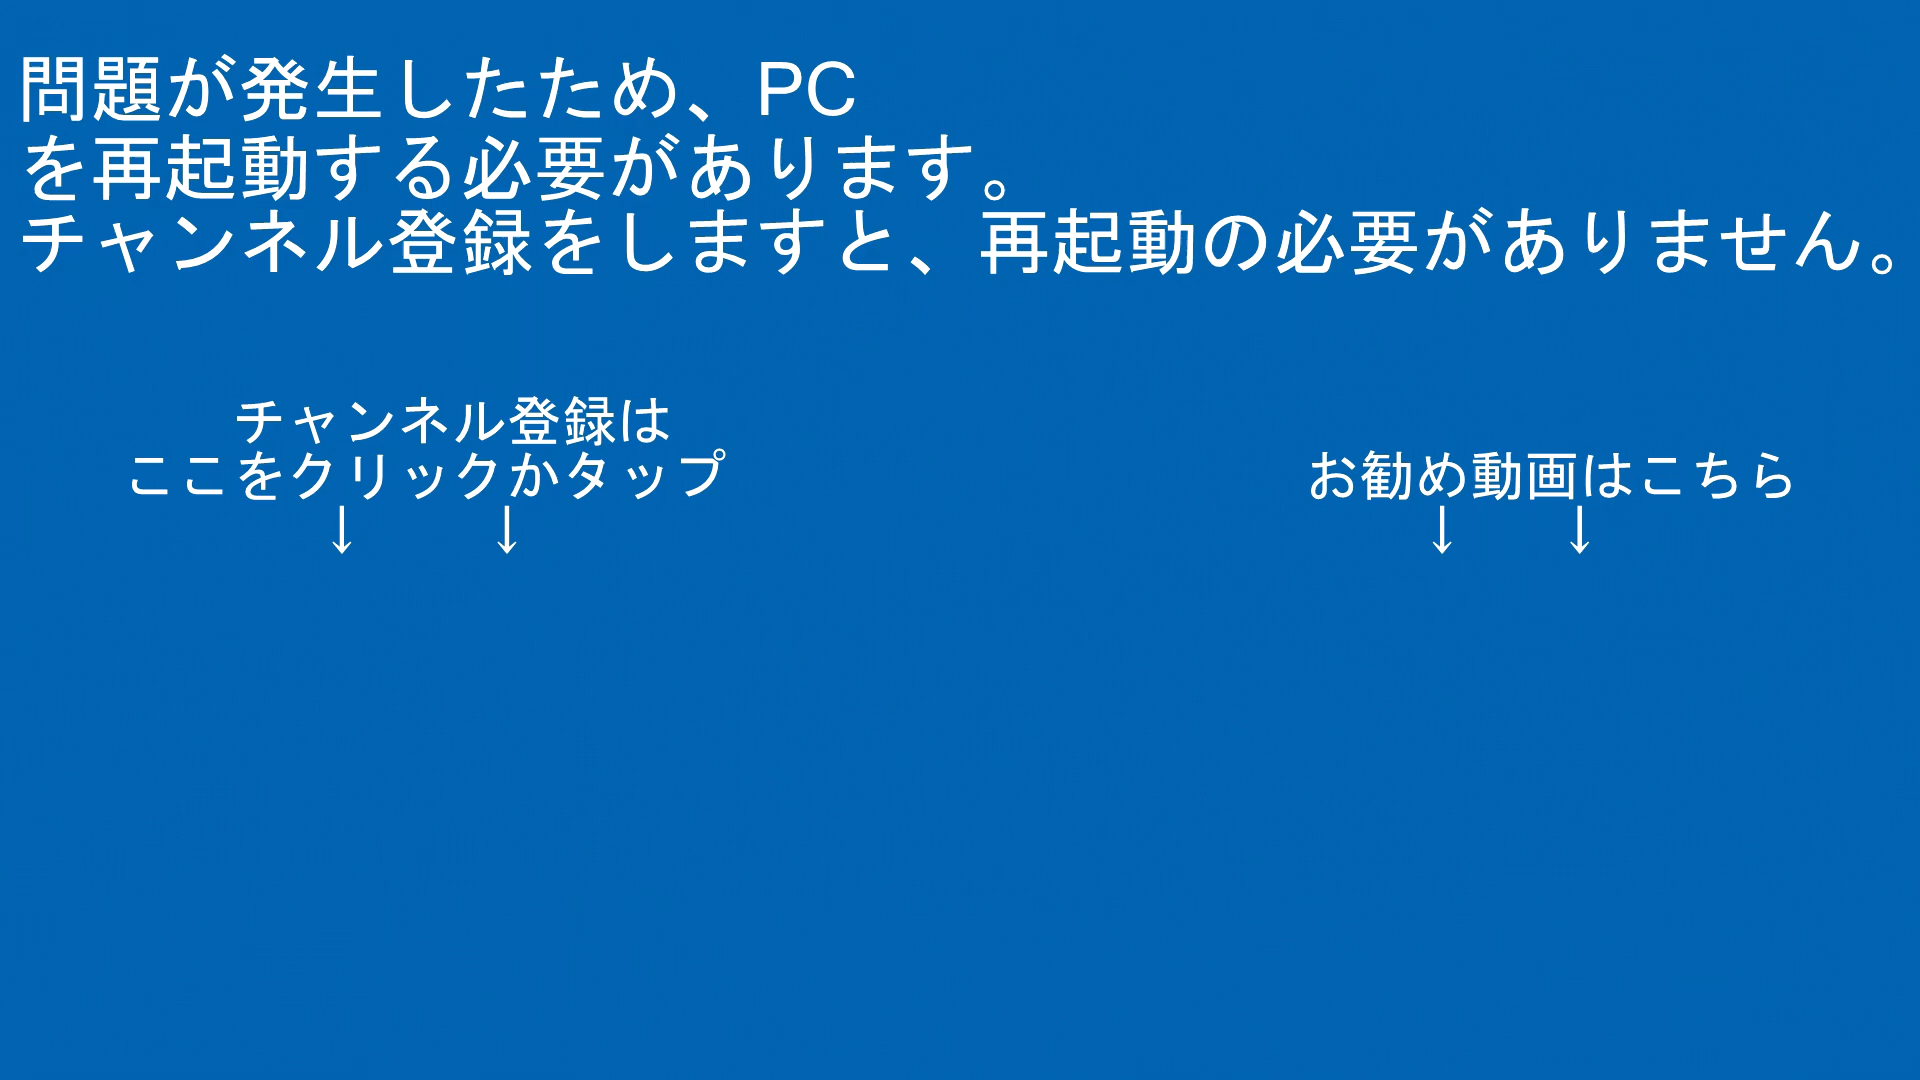 問題が発生したため、PC
を再起動する必要があります。
チャンネル登録をしますと、再起動の必要がありません。
チャンネル登録は
ここをクリックかタップ
↓ ↓
お勧め動画はこちら
↓ ↓